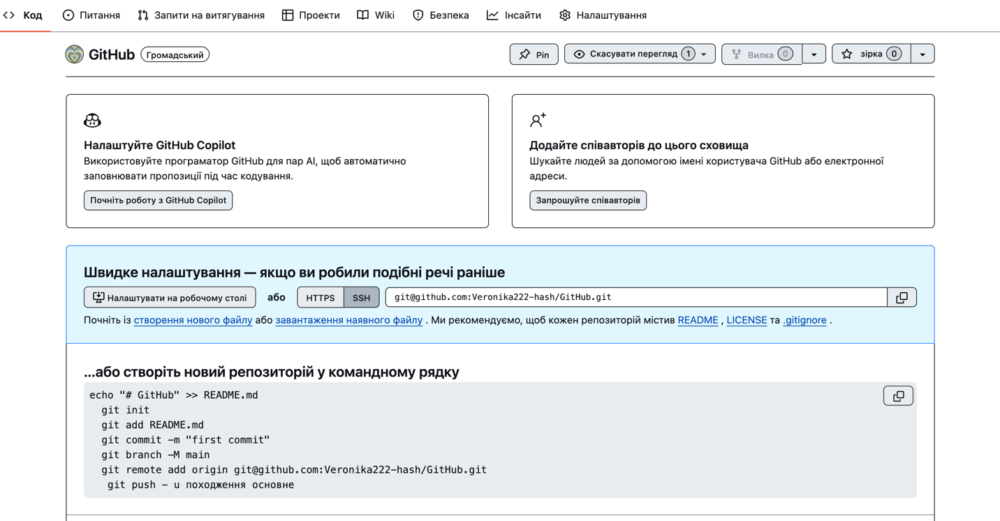 Код Питання Запити на витягування Проекти Wiki Безпека Інсайти Налаштування
GitHub Громадський Pin Скасувати перегляд 1 Вилка 0 зірка 0
Налаштуйте GitHub Copilot
Використовуйте програматор GitHub для пар AI, щоб автоматично
заповнювати пропозиції під час кодування.
Почніть роботу з GitHub Copilot
Додайте співавторів до цього сховища
Шукайте людей за допомогою імені користувача GitHub або електронної
адреси.
Запрошуйте співавторів
Швидке налаштування — якщо ви робили подібні речі раніше
Налаштувати на робочому столі або HTTPS SSH git@github.com:Veronika222-hash/GitHub.git
Почніть із створення нового файлу або завантаження наявного файлу . Ми рекомендуємо, щоб кожен репозиторій містив README , LICENSE та .gitignore .
...або створіть новий репозиторій у командному рядку
echo "# GitHub" >> README.md
git init
git add README.md
git commit -m "first commit"
git branch -M main
git remote add origin git@github.com:Veronika222-hash/GitHub.git
git push - u походження основне